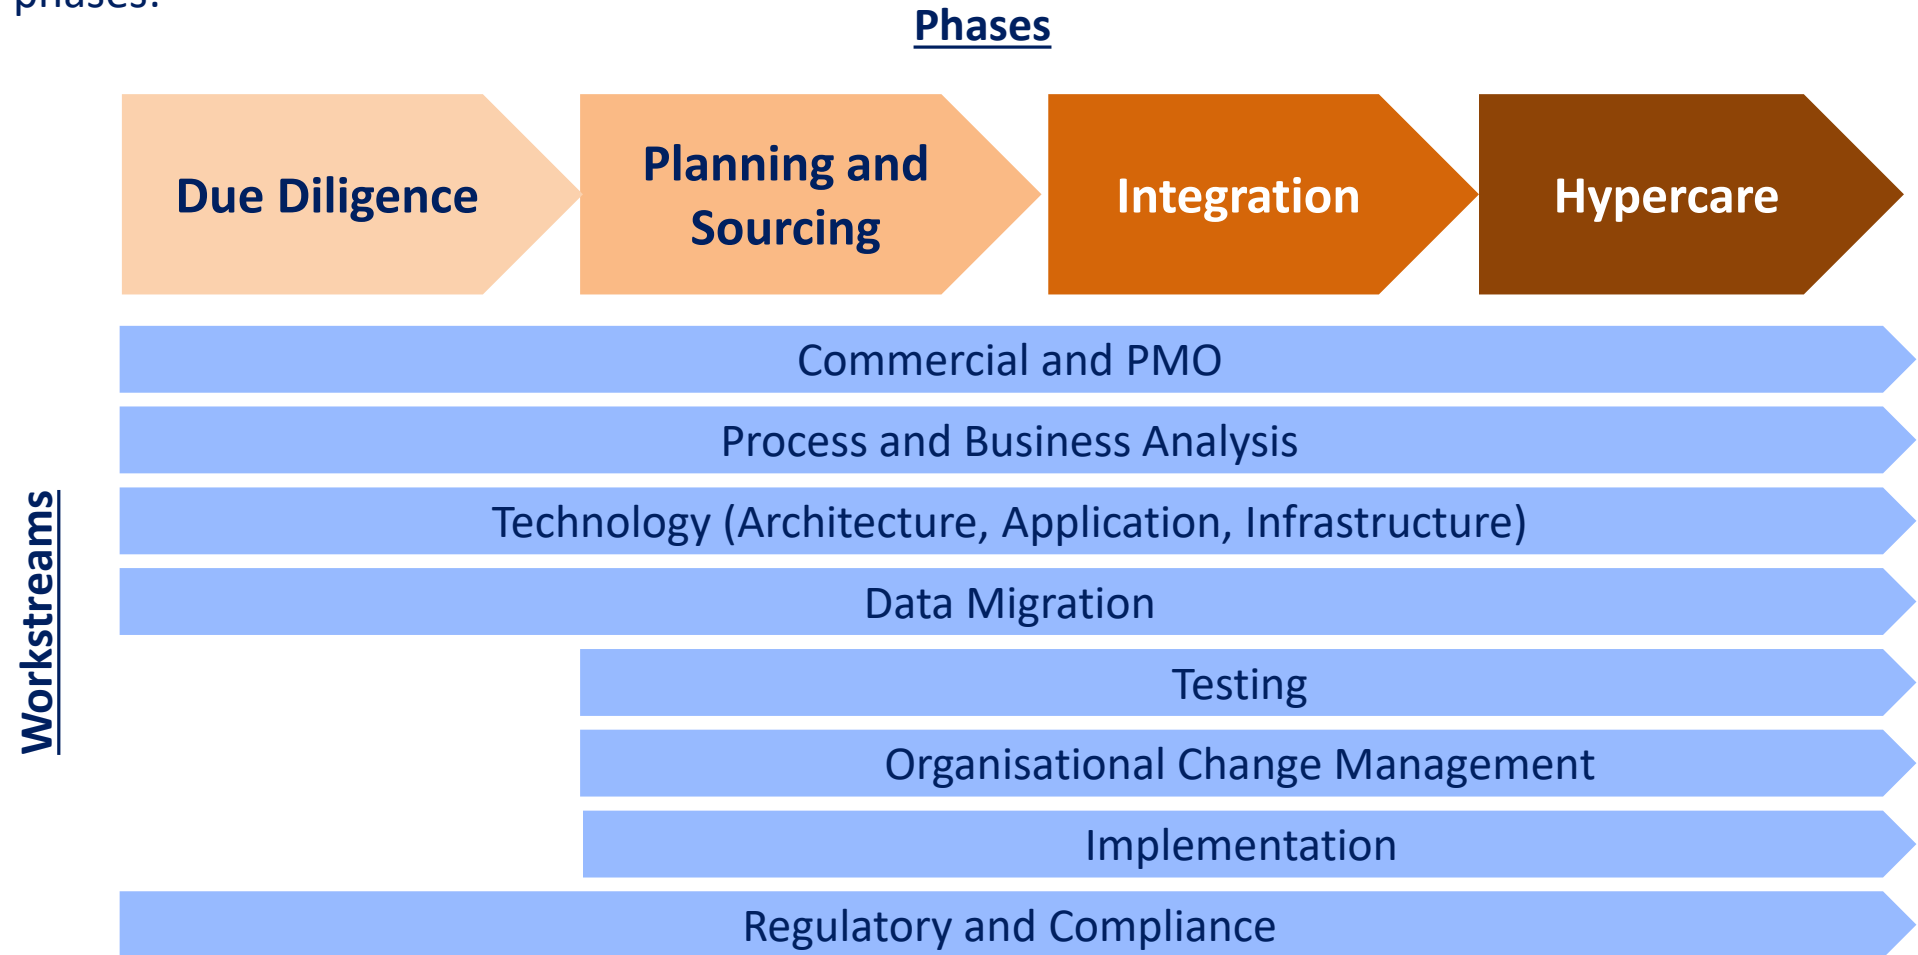 phases:
Phases
Due Diligence
Planning and
Sourcing
Integration
Hypercare
Workstreams
Commercial and PMO
Process and Business Analysis
Technology (Architecture, Application, Infrastructure)
Data Migration
Testing
Organisational Change Management
Implementation
Regulatory and Compliance